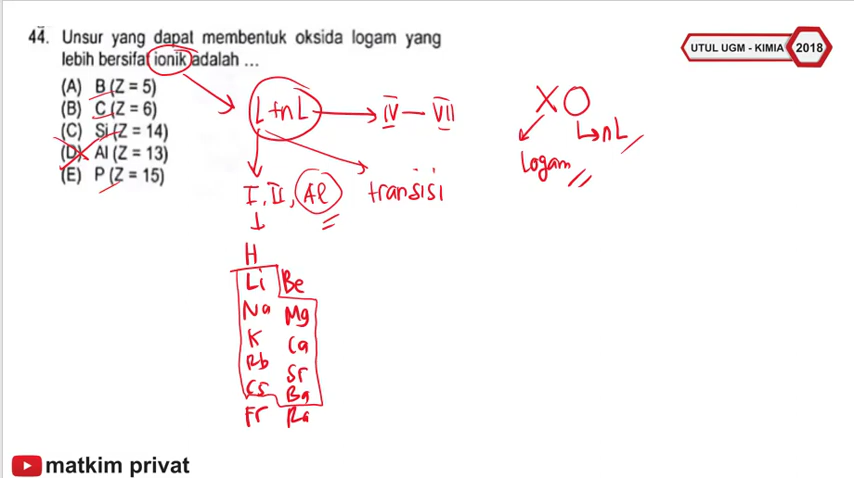 44. Unsur yang dapat membentuk oksida logam yang
lebih bersifat ionik adalah ...
(A) B (Z = 5)
(B) C (Z = 6)
(C) Si (Z = 14)
(D) Al (Z = 13)
(E) P (Z = 15)
UTUL UGM - KIMIA 2018
L + nL
IV — VII
I, II, Al
transisi
H
Li Be
Na Mg
K Ca
Rb Sr
Cs Ba
Fr Ra
XO
nL
logam
matkim privat